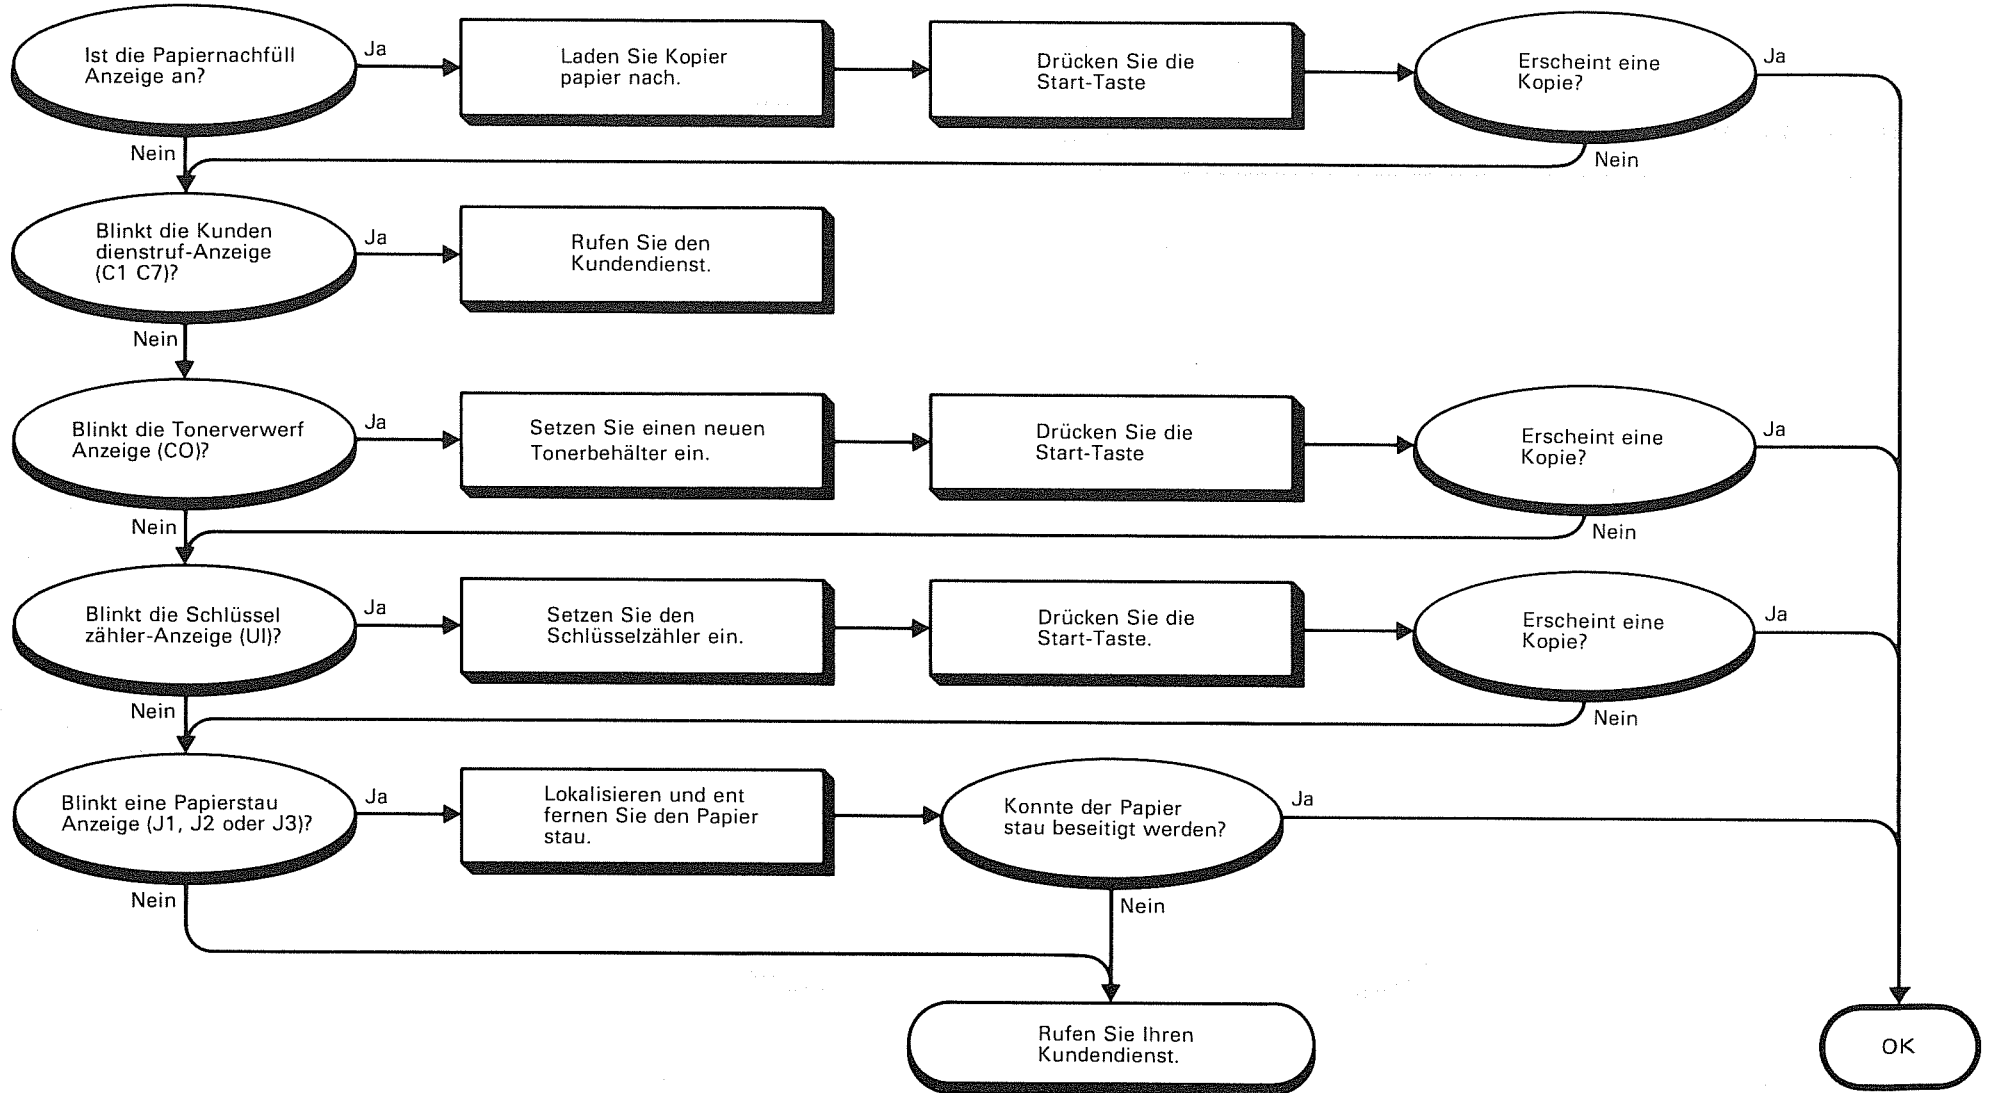 Ist die Papiernachfüll
Anzeige an?
Ja
Laden Sie Kopier
papier nach.
Drücken Sie die
Start-Taste
Erscheint eine
Kopie?
Ja
Nein
Nein
Blinkt die Kunden
dienstruf-Anzeige
(C1 C7)?
Ja
Rufen Sie den
Kundendienst.
Nein
Blinkt die Tonerverwerf
Anzeige (CO)?
Ja
Setzen Sie einen neuen
Tonerbehälter ein.
Drücken Sie die
Start-Taste
Erscheint eine
Kopie?
Ja
Nein
Nein
Blinkt die Schlüssel
zähler-Anzeige (UI)?
Ja
Setzen Sie den
Schlüsselzähler ein.
Drücken Sie die
Start-Taste.
Erscheint eine
Kopie?
Ja
Nein
Nein
Blinkt eine Papierstau
Anzeige (J1, J2 oder J3)?
Ja
Lokalisieren und ent
fernen Sie den Papier
stau.
Konnte der Papier
stau beseitigt werden?
Ja
Nein
Nein
Rufen Sie Ihren
Kundendienst.
OK